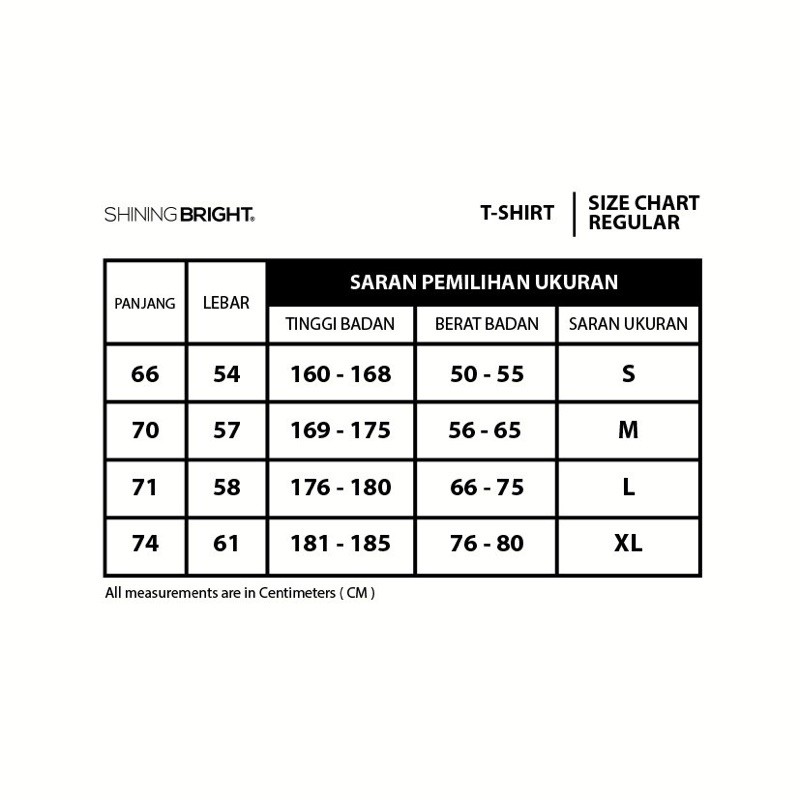 SHINING BRIGHT®
T-SHIRT
SIZE CHART
REGULAR
PANJANG
LEBAR
SARAN PEMILIHAN UKURAN
TINGGI BADAN
BERAT BADAN
SARAN UKURAN
66 54 160 - 168 50 - 55 S
70 57 169 - 175 56 - 65 M
71 58 176 - 180 66 - 75 L
74 61 181 - 185 76 - 80 XL
All measurements are in Centimeters ( CM )